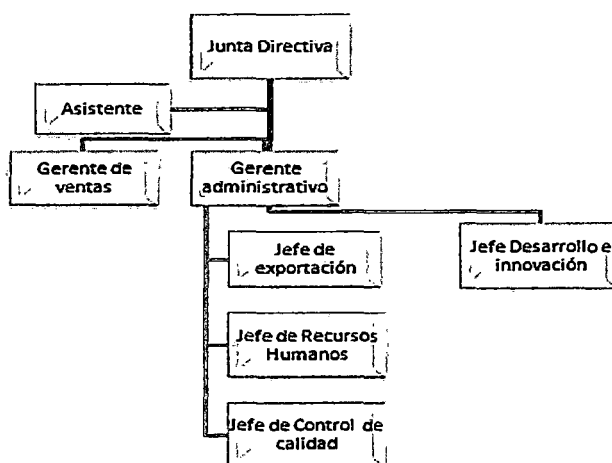 Junta Directiva
Asistente
Gerente de
ventas
Gerente
administrativo
Jefe de
exportación
Jefe Desarrollo e
innovación
Jefe de Recursos
Humanos
Jefe de Control de
calidad